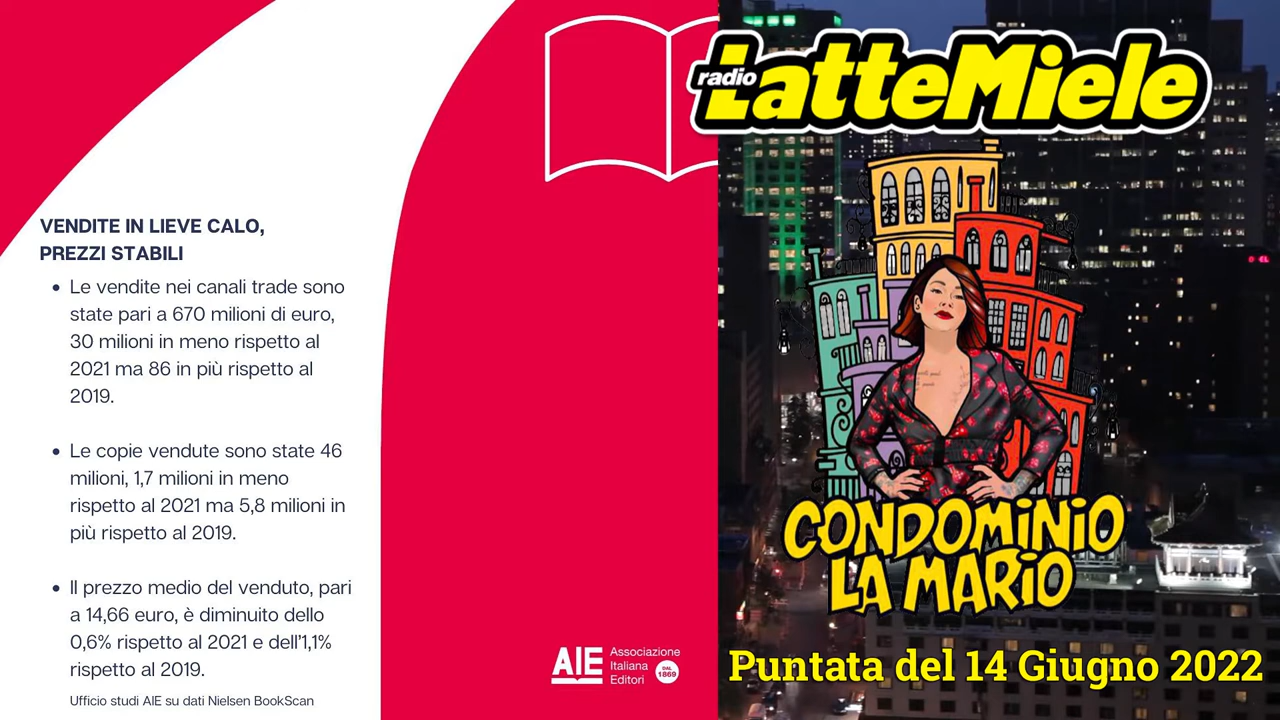 VENDITE IN LIEVE CALO,
PREZZI STABILI
• Le vendite nei canali trade sono
state pari a 670 milioni di euro,
30 milioni in meno rispetto al
2021 ma 86 in più rispetto al
2019.
• Le copie vendute sono state 46
milioni, 1,7 milioni in meno
rispetto al 2021 ma 5,8 milioni in
più rispetto al 2019.
• Il prezzo medio del venduto, pari
a 14,66 euro, è diminuito dello
0,6% rispetto al 2021 e dell'1,1%
rispetto al 2019.
Ufficio studi AIE su dati Nielsen BookScan
AIE
Associazione
Italiana
Editori
DAL
1869
radio
LatteMiele
CONDOMINIO
LA MARIO
Puntata del 14 Giugno 2022